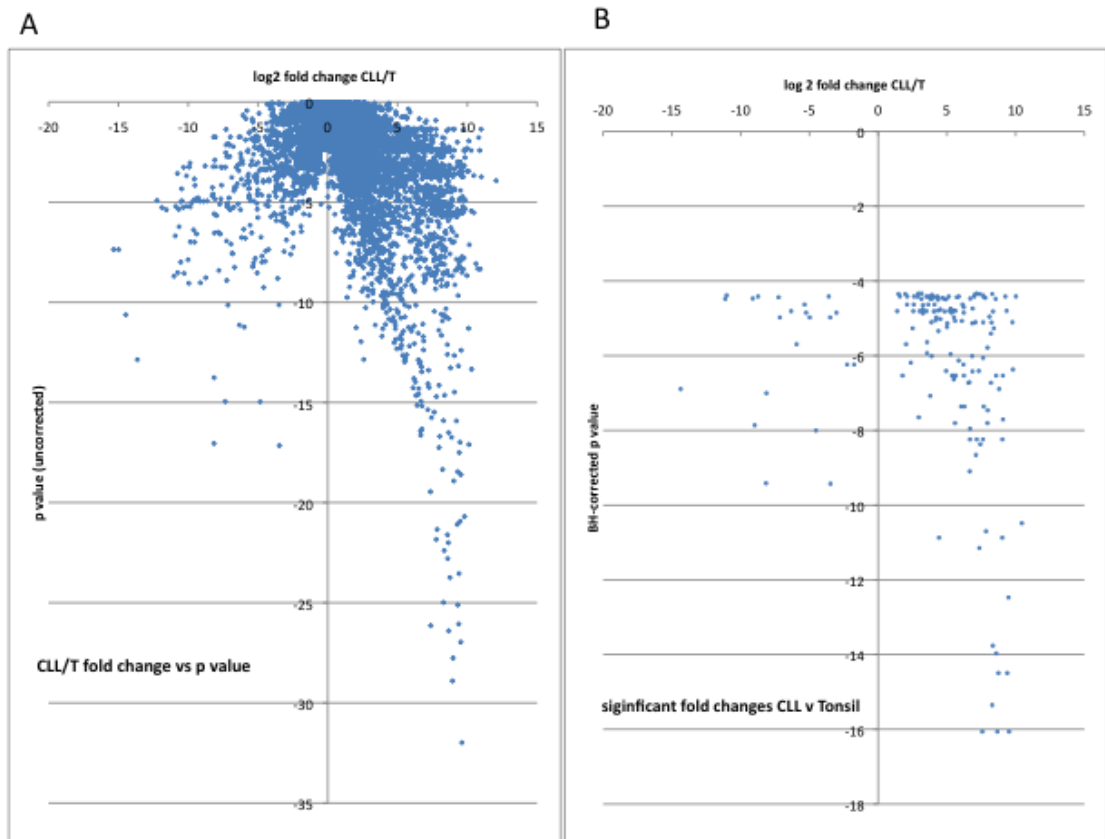 A
B
log2 fold change CLL/T
-20 -15 -10 -5 0 5 10 15
0
-5
-10
-15
-20
-25
-30
-35
p value (uncorrected)
CLL/T fold change vs p value
log 2 fold change CLL/T
-20 -15 -10 -5 0 5 10 15
0
-2
-4
-6
-8
-10
-12
-14
-16
-18
BH-corrected p value
siginficant fold changes CLL v Tonsil